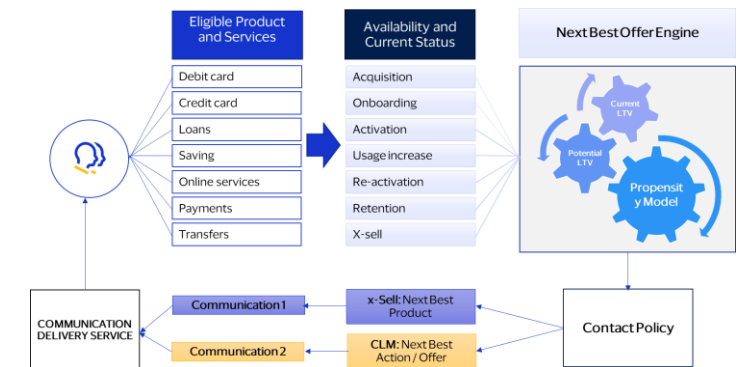 Eligible Product
and Services
Availability and
Current Status
Next Best Offer Engine
Debit card
Credit card
Loans
Saving
Online services
Payments
Transfers
Acquisition
Onboarding
Activation
Usage increase
Re-activation
Retention
X-sell
Current
LTV
Potential
LTV
Propensit
y Model
COMMUNICATION
DELIVERY SERVICE
Communication 1
Communication 2
x-Sell: Next Best
Product
CLM: Next Best
Action / Offer
Contact Policy